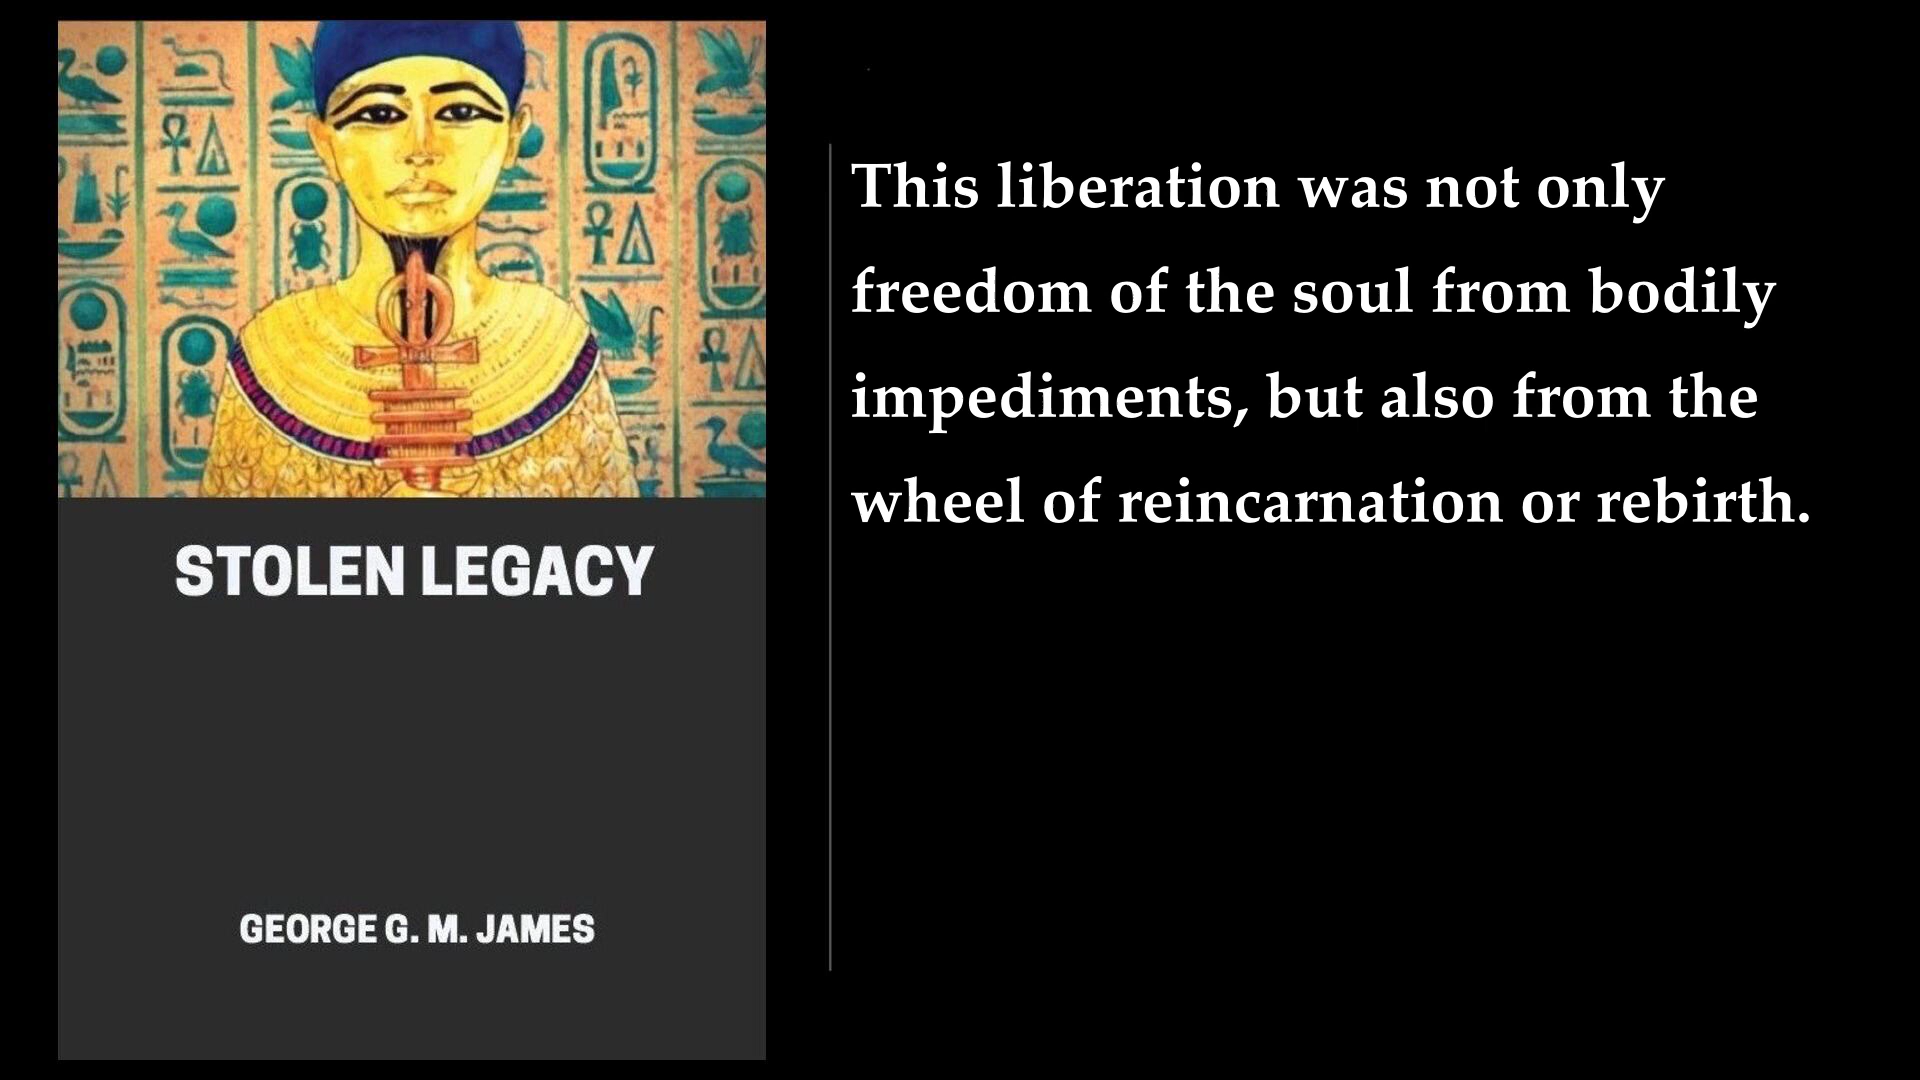 STOLEN LEGACY
GEORGE G. M. JAMES
This liberation was not only
freedom of the soul from bodily
impediments, but also from the
wheel of reincarnation or rebirth.